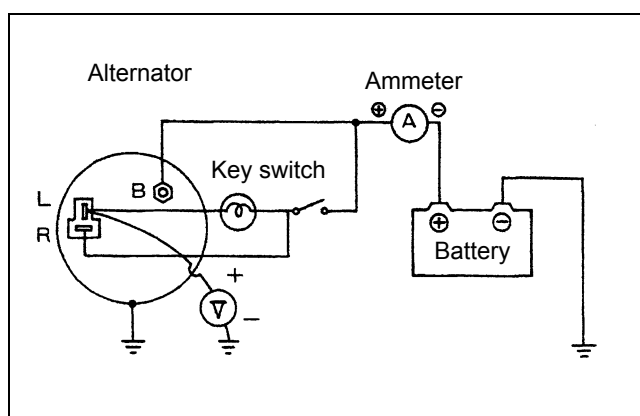 Alternator
Ammeter
⊕ ⊖
A
Key switch
B
L
R
⊕ ⊖
Battery
+
V
−